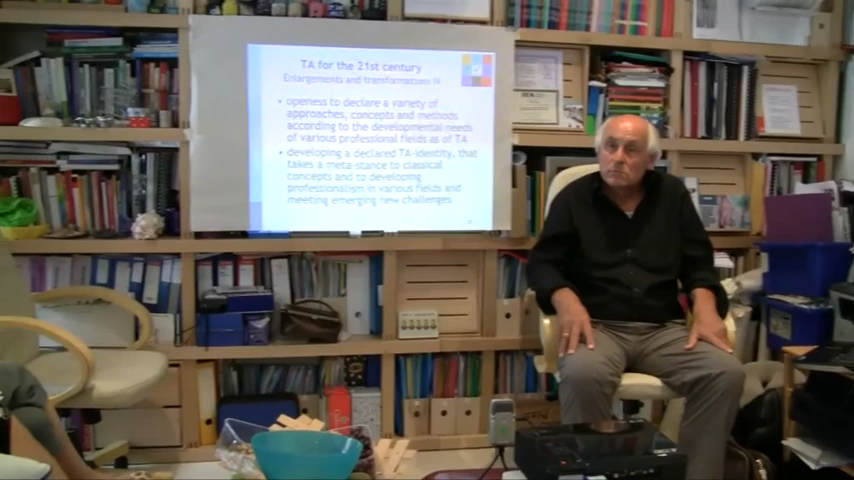 TA for the 21st century
Enlargements and transformations IV
• openess to declare a variety of
approaches, concepts and methods
according to the developmental needs
of various professional fields as of TA
• developing a declared TA-identity, that
takes a meta-stance to classical
concepts and to developing
professionalism in various fields and
meeting emerging new challenges